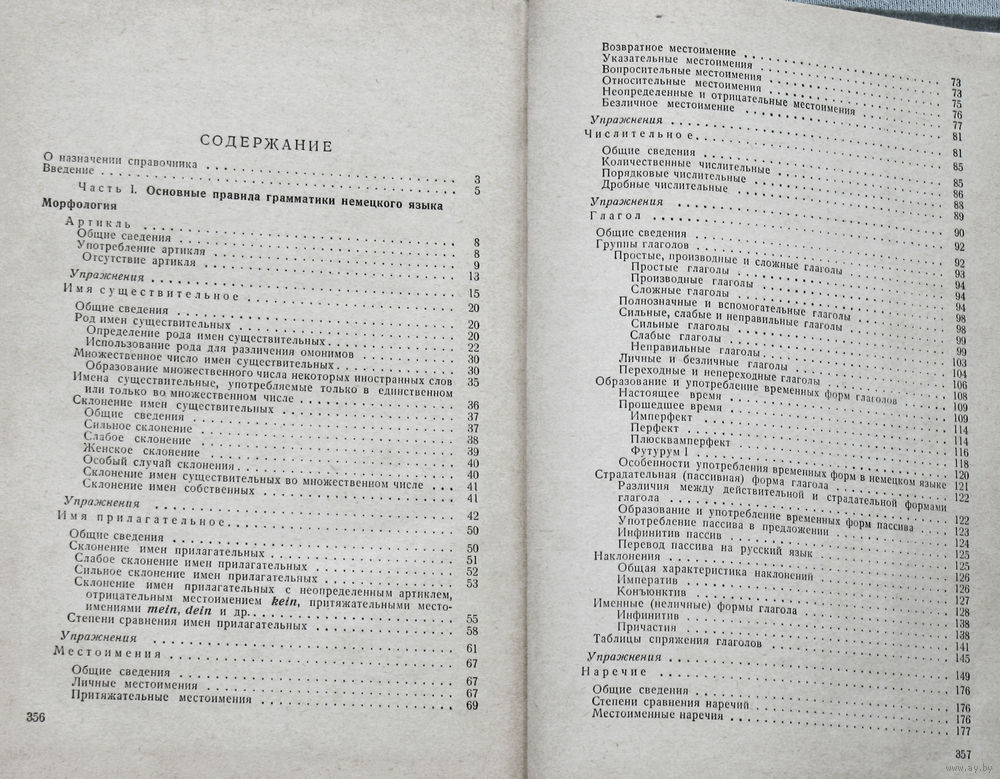 СОДЕРЖАНИЕ
О назначении справочника . . . 3
Введение . . . 5
Часть I. Основные правила грамматики немецкого языка
Морфология
Артикль . . . 8
Общие сведения . . . 8
Употребление артикля . . . 9
Отсутствие артикля . . . 13
Упражнения . . . 15
Имя существительное . . . 20
Общие сведения . . . 20
Род имен существительных . . . 20
Определение рода имен существительных . . . 22
Использование рода для различения омонимов . . . 30
Множественное число имен существительных . . . 30
Образование множественного числа некоторых иностранных слов 35
Имена существительные, употребляемые только в единственном
или только во множественном числе . . . 36
Склонение имен существительных . . . 37
Общие сведения . . . 37
Сильное склонение . . . 38
Слабое склонение . . . 39
Женское склонение . . . 40
Особый случай склонения . . . 40
Склонение имен существительных во множественном числе . . . 41
Склонение имен собственных . . . 41
Упражнения . . . 42
Имя прилагательное . . . 50
Общие сведения . . . 50
Склонение имен прилагательных . . . 51
Слабое склонение имен прилагательных . . . 52
Сильное склонение имен прилагательных . . . 53
Склонение имен прилагательных с неопределенным артиклем,
отрицательным местоимением kein, притяжательными место-
имениями mein, dein и др. . . . 55
Степени сравнения имен прилагательных . . . 58
Упражнения . . . 61
Местоимения . . . 67
Общие сведения . . . 67
Личные местоимения . . . 67
Притяжательные местоимения . . . 69
356
Возвратное местоимение . . . 73
Указательные местоимения . . . 73
Вопросительные местоимения . . . 75
Относительные местоимения . . . 76
Неопределенные и отрицательные местоимения . . . 77
Безличное местоимение . . . 81
Упражнения . . . 81
Числительное . . . 85
Общие сведения . . . 85
Количественные числительные . . . 86
Порядковые числительные . . . 88
Дробные числительные . . . 89
Упражнения . . . 90
Глагол . . . 92
Общие сведения . . . 92
Группы глаголов . . . 93
Простые, производные и сложные глаголы . . . 94
Простые глаголы . . . 94
Производные глаголы . . . 94
Сложные глаголы . . . 98
Полнозначные и вспомогательные глаголы . . . 98
Сильные, слабые и неправильные глаголы . . . 99
Сильные глаголы . . . 99
Слабые глаголы . . . 103
Неправильные глаголы . . . 104
Личные и безличные глаголы . . . 106
Переходные и непереходные глаголы . . . 108
Образование и употребление временных форм глаголов . . . 109
Настоящее время . . . 109
Прошедшее время . . . 114
Имперфект . . . 114
Перфект . . . 116
Плюсквамперфект . . . 118
Футурум I . . . 120
Особенности употребления временных форм в немецком языке 121
Страдательная (пассивная) форма глагола . . . 122
Различия между действительной и страдательной формами
глагола . . . 122
Образование и употребление временных форм пассива . . . 123
Употребление пассива в предложении . . . 124
Инфинитив пассив . . . 125
Перевод пассива на русский язык . . . 125
Наклонения . . . 126
Общая характеристика наклонений . . . 126
Императив . . . 127
Конъюнктив . . . 128
Именные (неличные) формы глагола . . . 138
Инфинитив . . . 138
Причастия . . . 141
Таблицы спряжения глаголов . . . 145
Упражнения . . . 149
Наречие . . . 176
Общие сведения . . . 176
Степени сравнения наречий . . . 176
Местоименные наречия . . . 177
357
www.ay.by